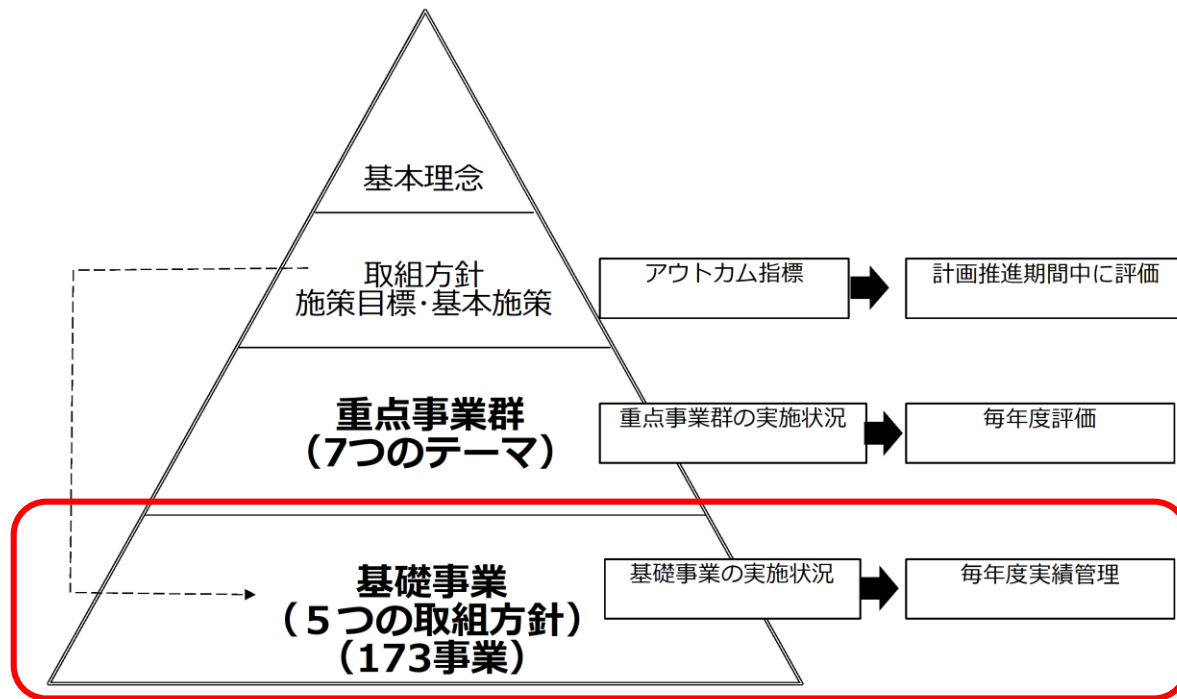 基本理念
取組方針
施策目標・基本施策
アウトカム指標
計画推進期間中に評価
重点事業群
（7つのテーマ）
重点事業群の実施状況
毎年度評価
基礎事業
（５つの取組方針）
（173事業）
基礎事業の実施状況
毎年度実績管理